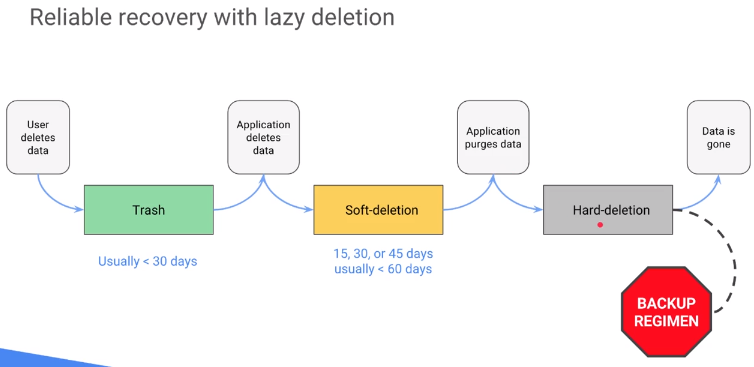 Reliable recovery with lazy deletion
User
deletes
data
Application
deletes
data
Application
purges data
Data is
gone
Trash
Soft-deletion
Hard-deletion
Usually < 30 days
15, 30, or 45 days
usually < 60 days
BACKUP
REGIMEN